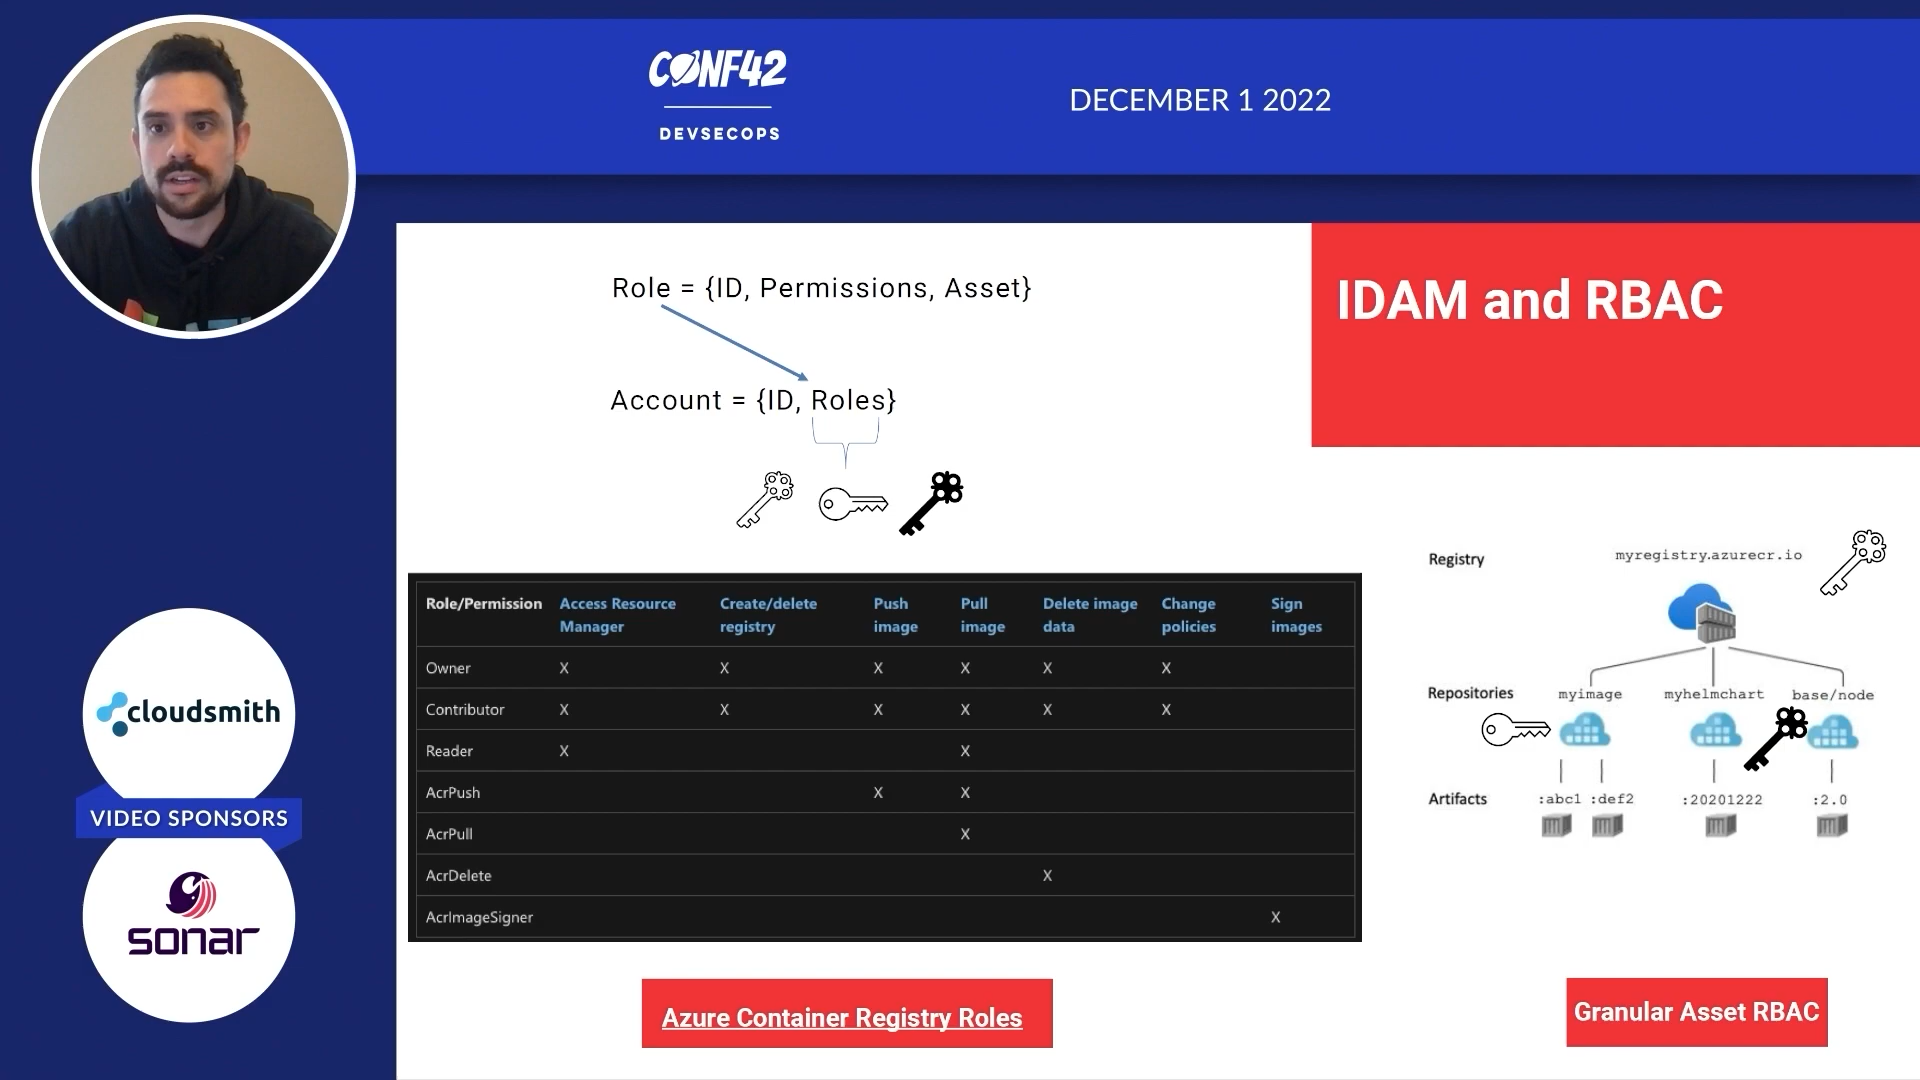 CONF42
DEVSECOPS
DECEMBER 1 2022
Role = {ID, Permissions, Asset}
Account = {ID, Roles}
IDAM and RBAC
Role/Permission Access Resource Manager Create/delete registry Push image Pull image Delete image data Change policies Sign images
Owner X X X X X X
Contributor X X X X X X
Reader X X
AcrPush X X
AcrPull X
AcrDelete X
AcrImageSigner X
Azure Container Registry Roles
Registry myregistry.azurecr.io
Repositories myimage myhelmchart base/node
Artifacts :abc1 :def2 :20201222 :2.0
Granular Asset RBAC
cloudsmith
VIDEO SPONSORS
sonar